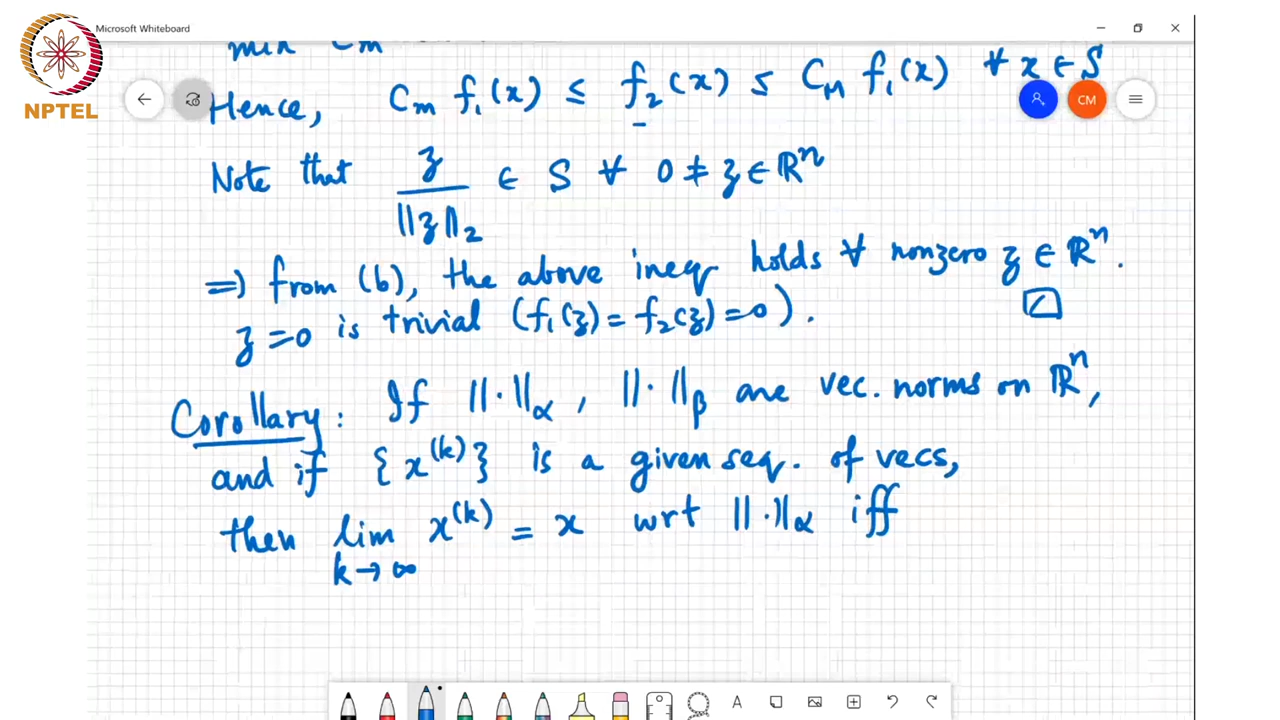 Microsoft Whiteboard
min Cm
Hence, Cm f₁(x) ≤ f₂(x) ≤ CM f₁(x) ∀ x ∈ S
NPTEL
CM
Note that z / ‖z‖₂ ∈ S ∀ 0 ≠ z ∈ ℝⁿ
⇒ from (b), the above ineq holds ∀ nonzero z ∈ ℝⁿ.
z = 0 is trivial (f₁(z) = f₂(z) = 0).
Corollary: If ‖·‖α, ‖·‖β are vec. norms on ℝⁿ,
and if {x⁽ᵏ⁾} is a given seq. of vecs,
then lim x⁽ᵏ⁾ = x wrt ‖·‖α iff
k → ∞
A